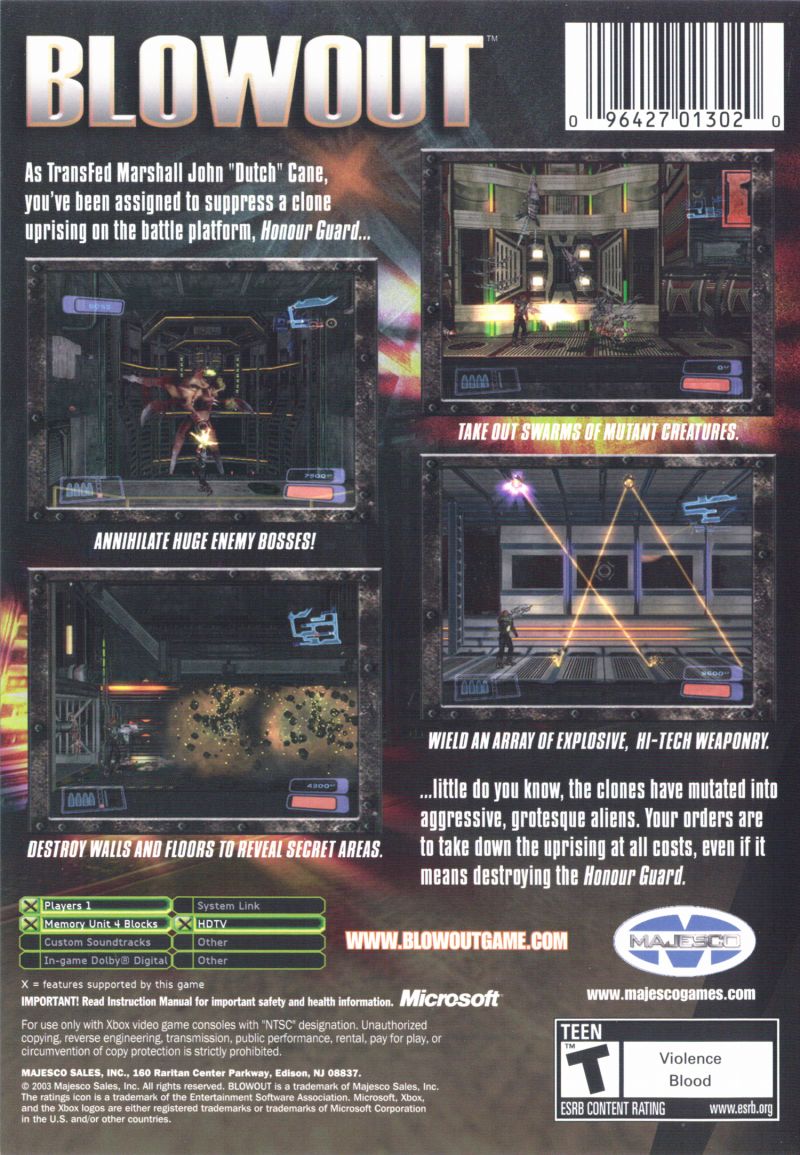 BLOWOUT™
0 96427 01302 0
As TransFed Marshall John "Dutch" Cane,
you've been assigned to suppress a clone
uprising on the battle platform, Honour Guard...
BOSS
7500
ANNIHILATE HUGE ENEMY BOSSES!
0
TAKE OUT SWARMS OF MUTANT CREATURES.
4300
DESTROY WALLS AND FLOORS TO REVEAL SECRET AREAS.
WIELD AN ARRAY OF EXPLOSIVE, HI-TECH WEAPONRY.
...little do you know, the clones have mutated into
aggressive, grotesque aliens. Your orders are
to take down the uprising at all costs, even if it
means destroying the Honour Guard.
X Players 1
System Link
X Memory Unit 4 Blocks
X HDTV
Custom Soundtracks
Other
In-game Dolby® Digital
Other
X = features supported by this game
WWW.BLOWOUTGAME.COM
MAJESCO
www.majescogames.com
IMPORTANT! Read Instruction Manual for important safety and health information. Microsoft
For use only with Xbox video game consoles with "NTSC" designation. Unauthorized
copying, reverse engineering, transmission, public performance, rental, pay for play, or
circumvention of copy protection is strictly prohibited.
MAJESCO SALES, INC., 160 Raritan Center Parkway, Edison, NJ 08837.
© 2003 Majesco Sales, Inc. All rights reserved. BLOWOUT is a trademark of Majesco Sales, Inc.
The ratings icon is a trademark of the Entertainment Software Association. Microsoft, Xbox,
and the Xbox logos are either registered trademarks or trademarks of Microsoft Corporation
in the U.S. and/or other countries.
TEEN
T™
Violence
Blood
ESRB CONTENT RATING www.esrb.org